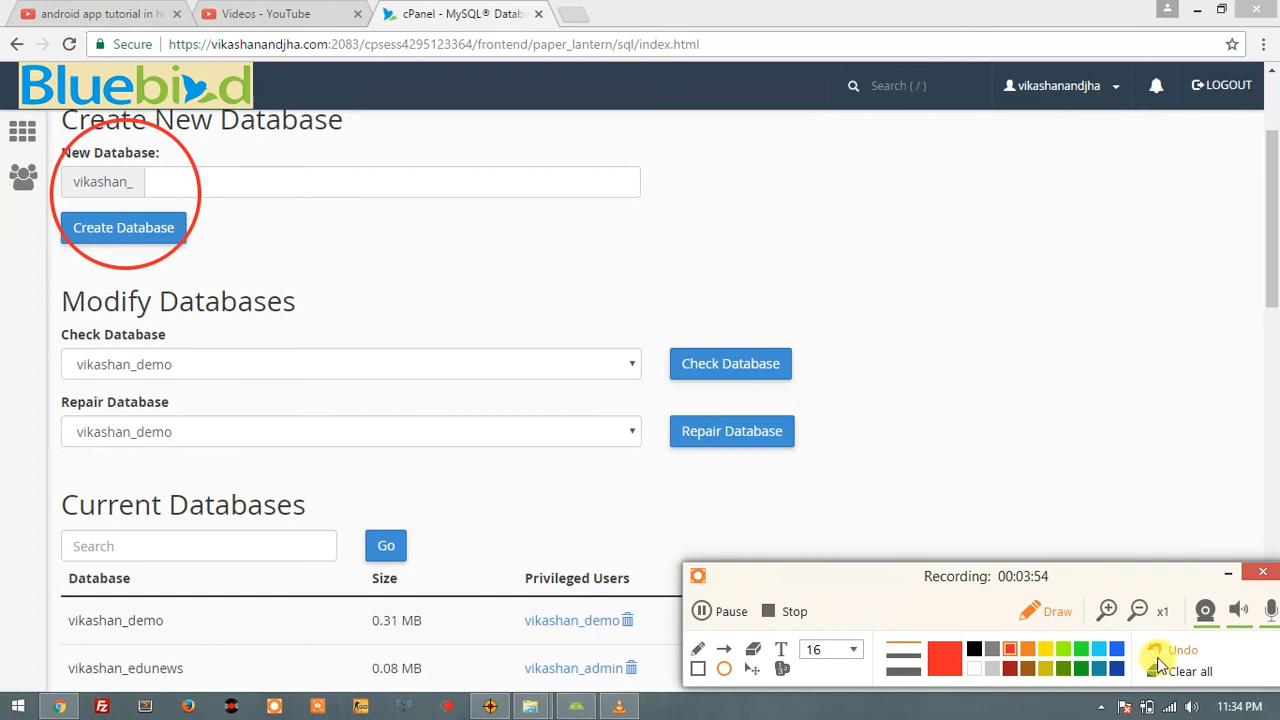 android app tutorial in h
Videos - YouTube
cPanel - MySQL® Datab
Secure
https://vikashanandjha.com:2083/cpsess4295123364/frontend/paper_lantern/sql/index.html
Bluebird
Search ( / )
vikashanandjha
LOGOUT
Create New Database
New Database:
vikashan_
Create Database
Modify Databases
Check Database
vikashan_demo
Check Database
Repair Database
vikashan_demo
Repair Database
Current Databases
Search
Go
Database Size Privileged Users
vikashan_demo 0.31 MB vikashan_demo
vikashan_edunews 0.08 MB vikashan_admin
Recording: 00:03:54
Pause Stop Draw x1
T 16 Undo
Clear all
11:34 PM